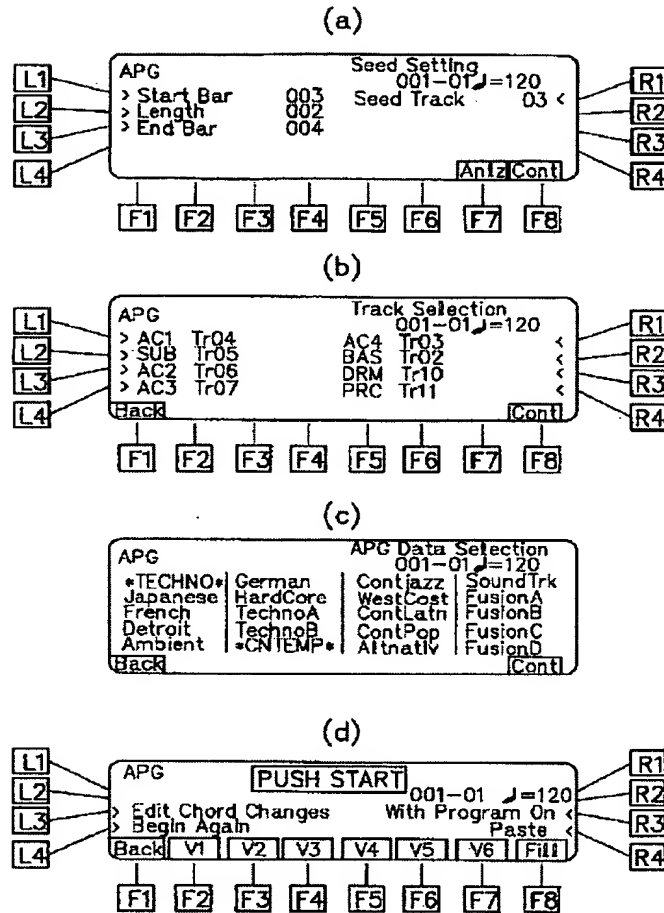 (a)
L1 APG Seed Setting R1
001-01 ♩=120
L2 > Start Bar 003 Seed Track 03 < R2
L3 > Length 002 R3
> End Bar 004
L4 Anlz Cont R4
F1 F2 F3 F4 F5 F6 F7 F8
(b)
L1 APG Track Selection R1
001-01 ♩=120
L2 > AC1 Tr04 AC4 Tr03 < R2
> SUB Tr05 BAS Tr02 <
L3 > AC2 Tr06 DRM Tr10 < R3
L4 > AC3 Tr07 PRC Tr11 < R4
Back Cont
F1 F2 F3 F4 F5 F6 F7 F8
(c)
APG APG Data Selection
001-01 ♩=120
*TECHNO* German Contjazz SoundTrk
Japanese HardCore WestCost FusionA
French TechnoA ContLatn FusionB
Detroit TechnoB ContPop FusionC
Ambient *CNTEMP* Altnativ FusionD
Back Cont
(d)
L1 APG PUSH START R1
L2 001-01 ♩=120 R2
L3 > Edit Chord Changes With Program On < R3
> Begin Again Paste <
L4 Back V1 V2 V3 V4 V5 V6 Fill R4
F1 F2 F3 F4 F5 F6 F7 F8